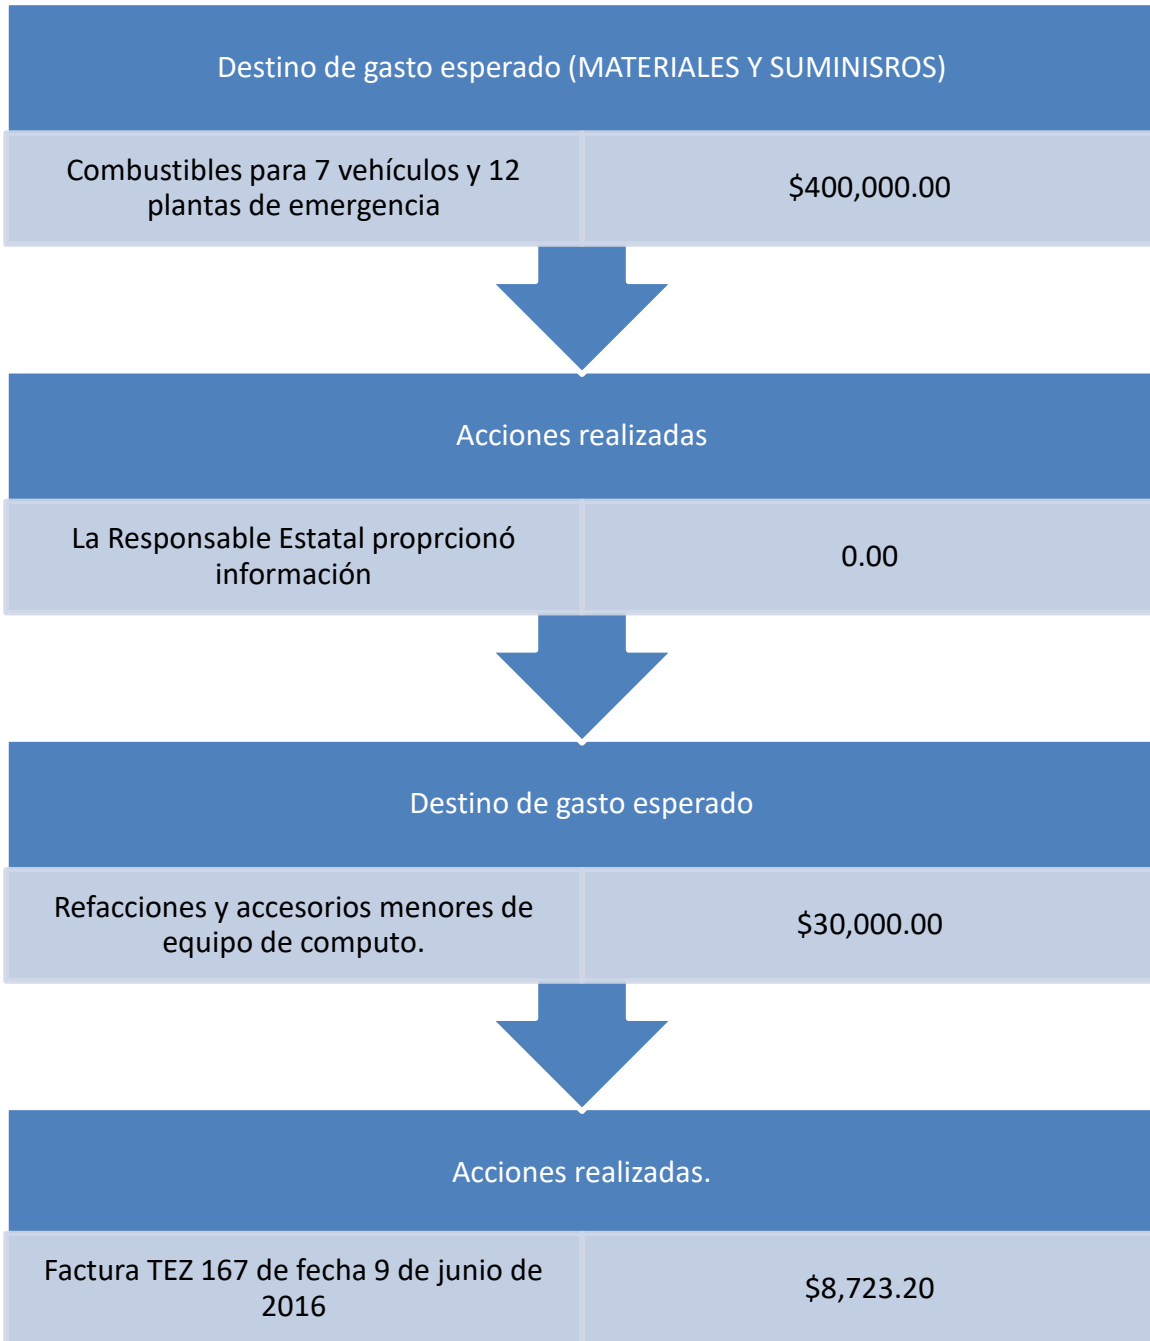 Destino de gasto esperado (MATERIALES Y SUMINISROS)
Combustibles para 7 vehículos y 12
plantas de emergencia
$400,000.00
Acciones realizadas
La Responsable Estatal proprcionó
información
0.00
Destino de gasto esperado
Refacciones y accesorios menores de
equipo de computo.
$30,000.00
Acciones realizadas.
Factura TEZ 167 de fecha 9 de junio de
2016
$8,723.20